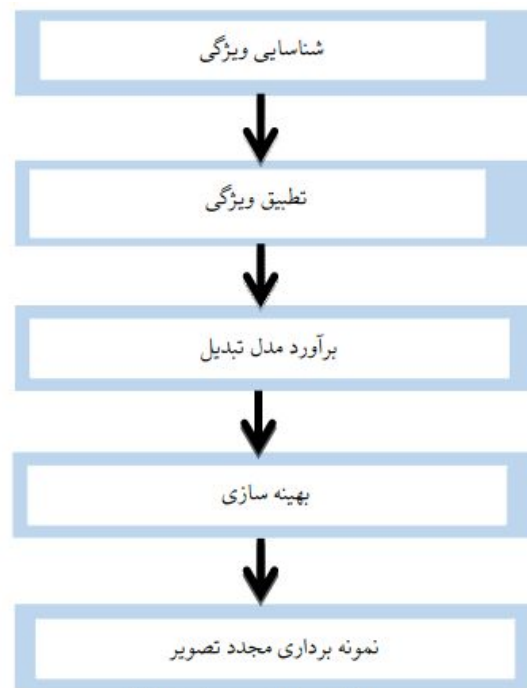 شناسایی ویژگی
تطبیق ویژگی
برآورد مدل تبدیل
بهینه سازی
نمونه برداری مجدد تصویر